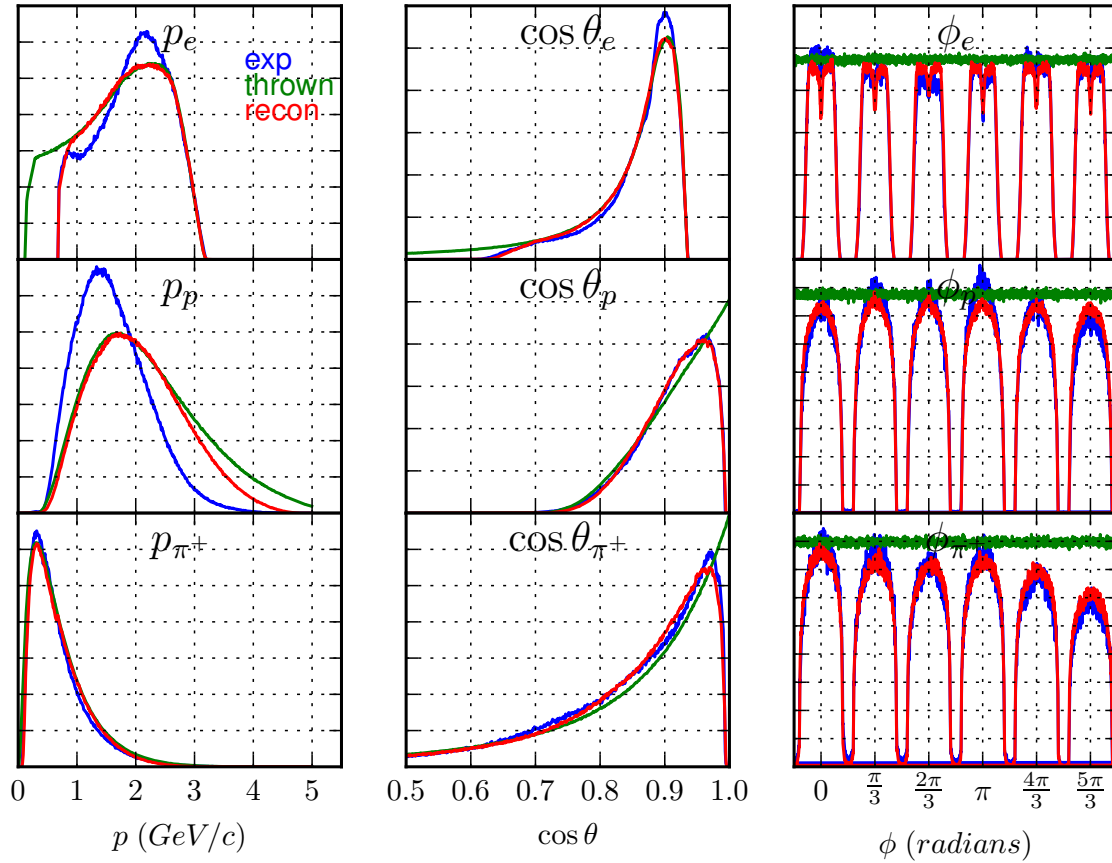 p_e
exp
thrown
recon
cos θ_e
ϕ_e
p_p
cos θ_p
ϕ_p
p_π+
cos θ_π+
ϕ_π+
0 1 2 3 4 5
0.5 0.6 0.7 0.8 0.9 1.0
0 π/3 2π/3 π 4π/3 5π/3
p (GeV/c)
cos θ
ϕ (radians)